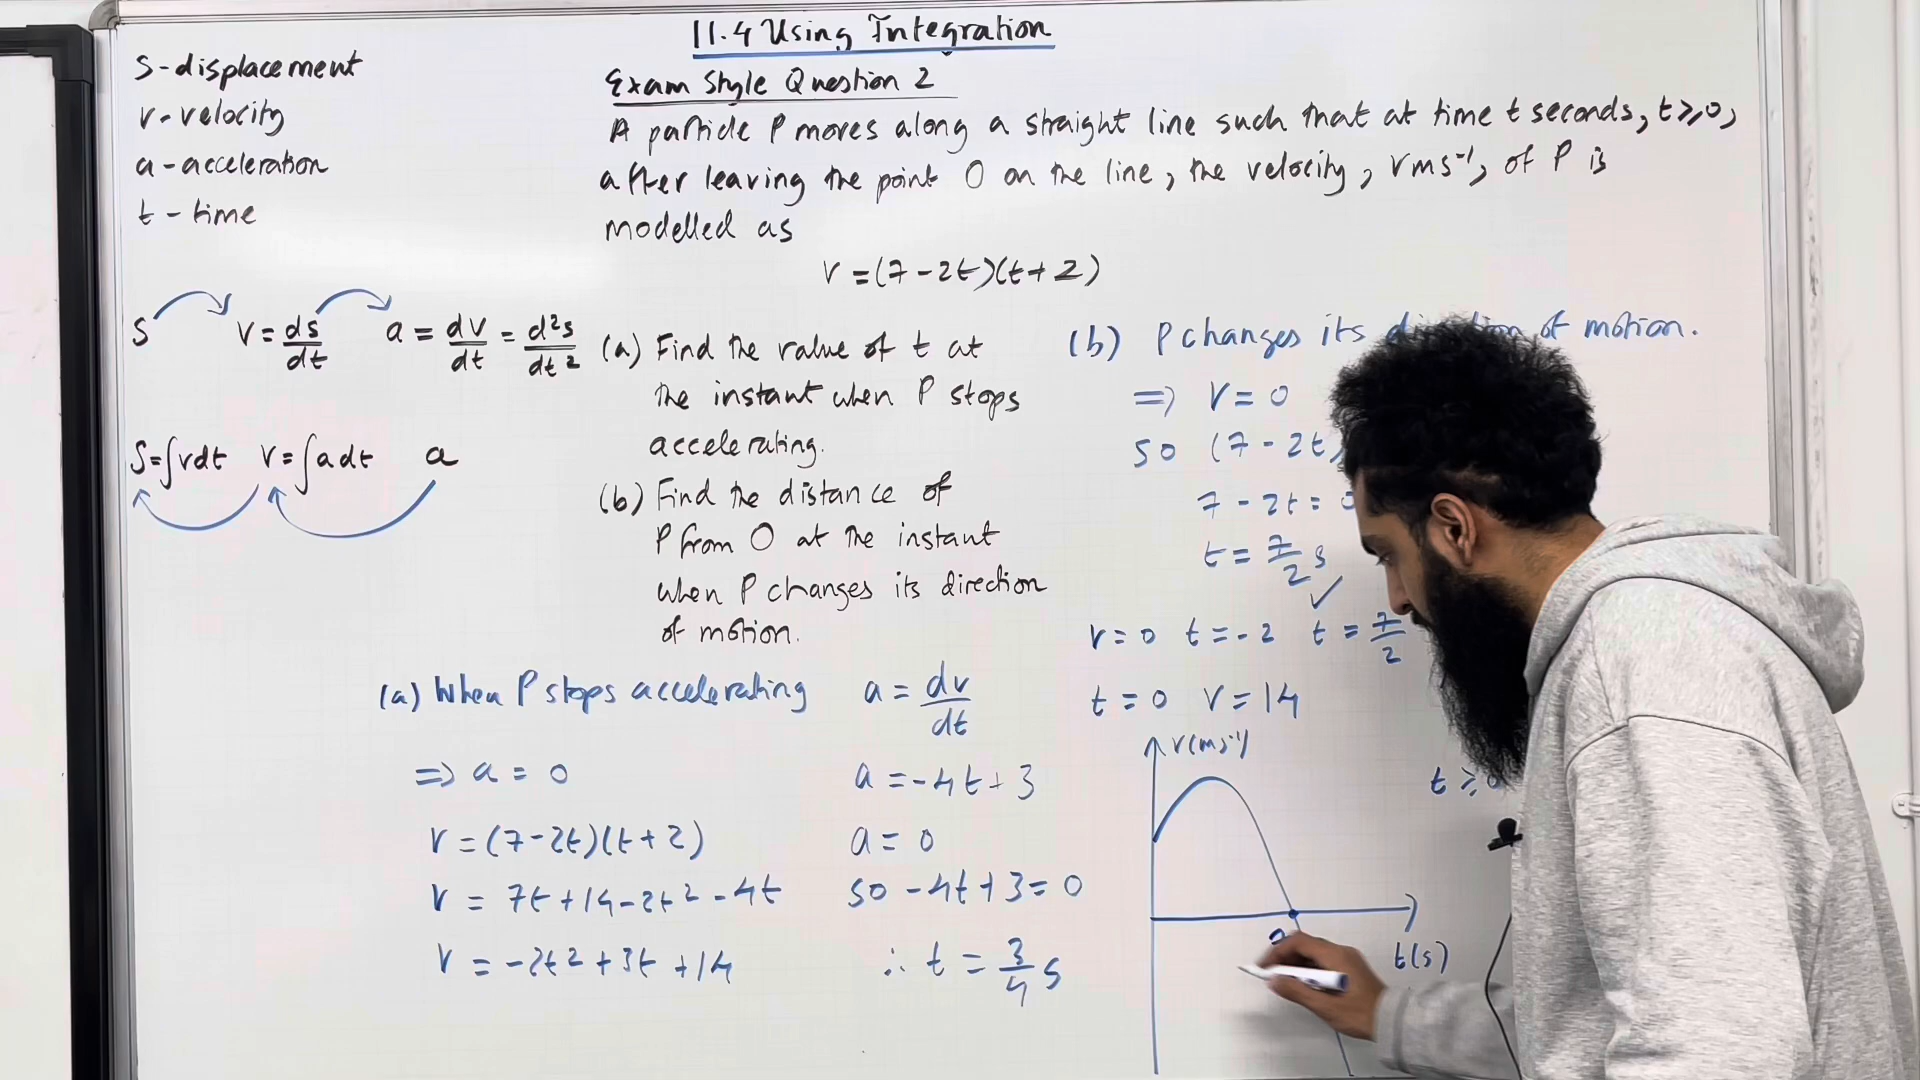 11.4 Using Integration
s-displacement
v-velocity
a-acceleration
t-time
Exam Style Question 2
A particle P moves along a straight line such that at time t seconds, t≥0,
after leaving the point O on the line, the velocity, v ms⁻¹, of P is
modelled as
v=(7-2t)(t+2)
s v=ds/dt a=dv/dt=d²s/dt²
s=∫vdt v=∫adt a
(a) Find the value of t at
the instant when P stops
accelerating.
(b) Find the distance of
P from O at the instant
when P changes its direction
of motion.
(a) When P stops accelerating
=> a = 0
v=(7-2t)(t+2)
v = 7t+14-2t²-4t
v = -2t²+3t+14
a = dv/dt
a = -4t+3
a = 0
so -4t+3=0
∴ t = 3/4 s
(b) P changes its of motion.
=> v = 0
so (7-2t)
7-2t=0
t = 7/2 s
✓
v=0 t=-2 t=7/2
t=0 v=14
v(ms⁻¹)
t≥0
t(s)